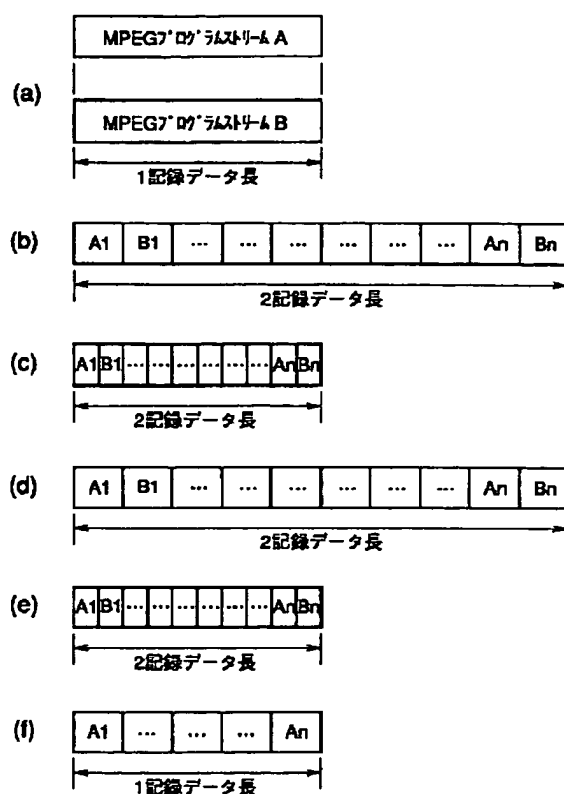 MPEGﾌﾟﾛｸﾞﾗﾑｽﾄﾘｰﾑ A
(a)
MPEGﾌﾟﾛｸﾞﾗﾑｽﾄﾘｰﾑ B
1記録データ長
(b) A1 B1 ... ... ... ... ... ... An Bn
2記録データ長
(c) A1 B1 ... ... ... ... ... ... An Bn
2記録データ長
(d) A1 B1 ... ... ... ... ... ... An Bn
2記録データ長
(e) A1 B1 ... ... ... ... ... ... An Bn
2記録データ長
(f) A1 ... ... ... An
1記録データ長